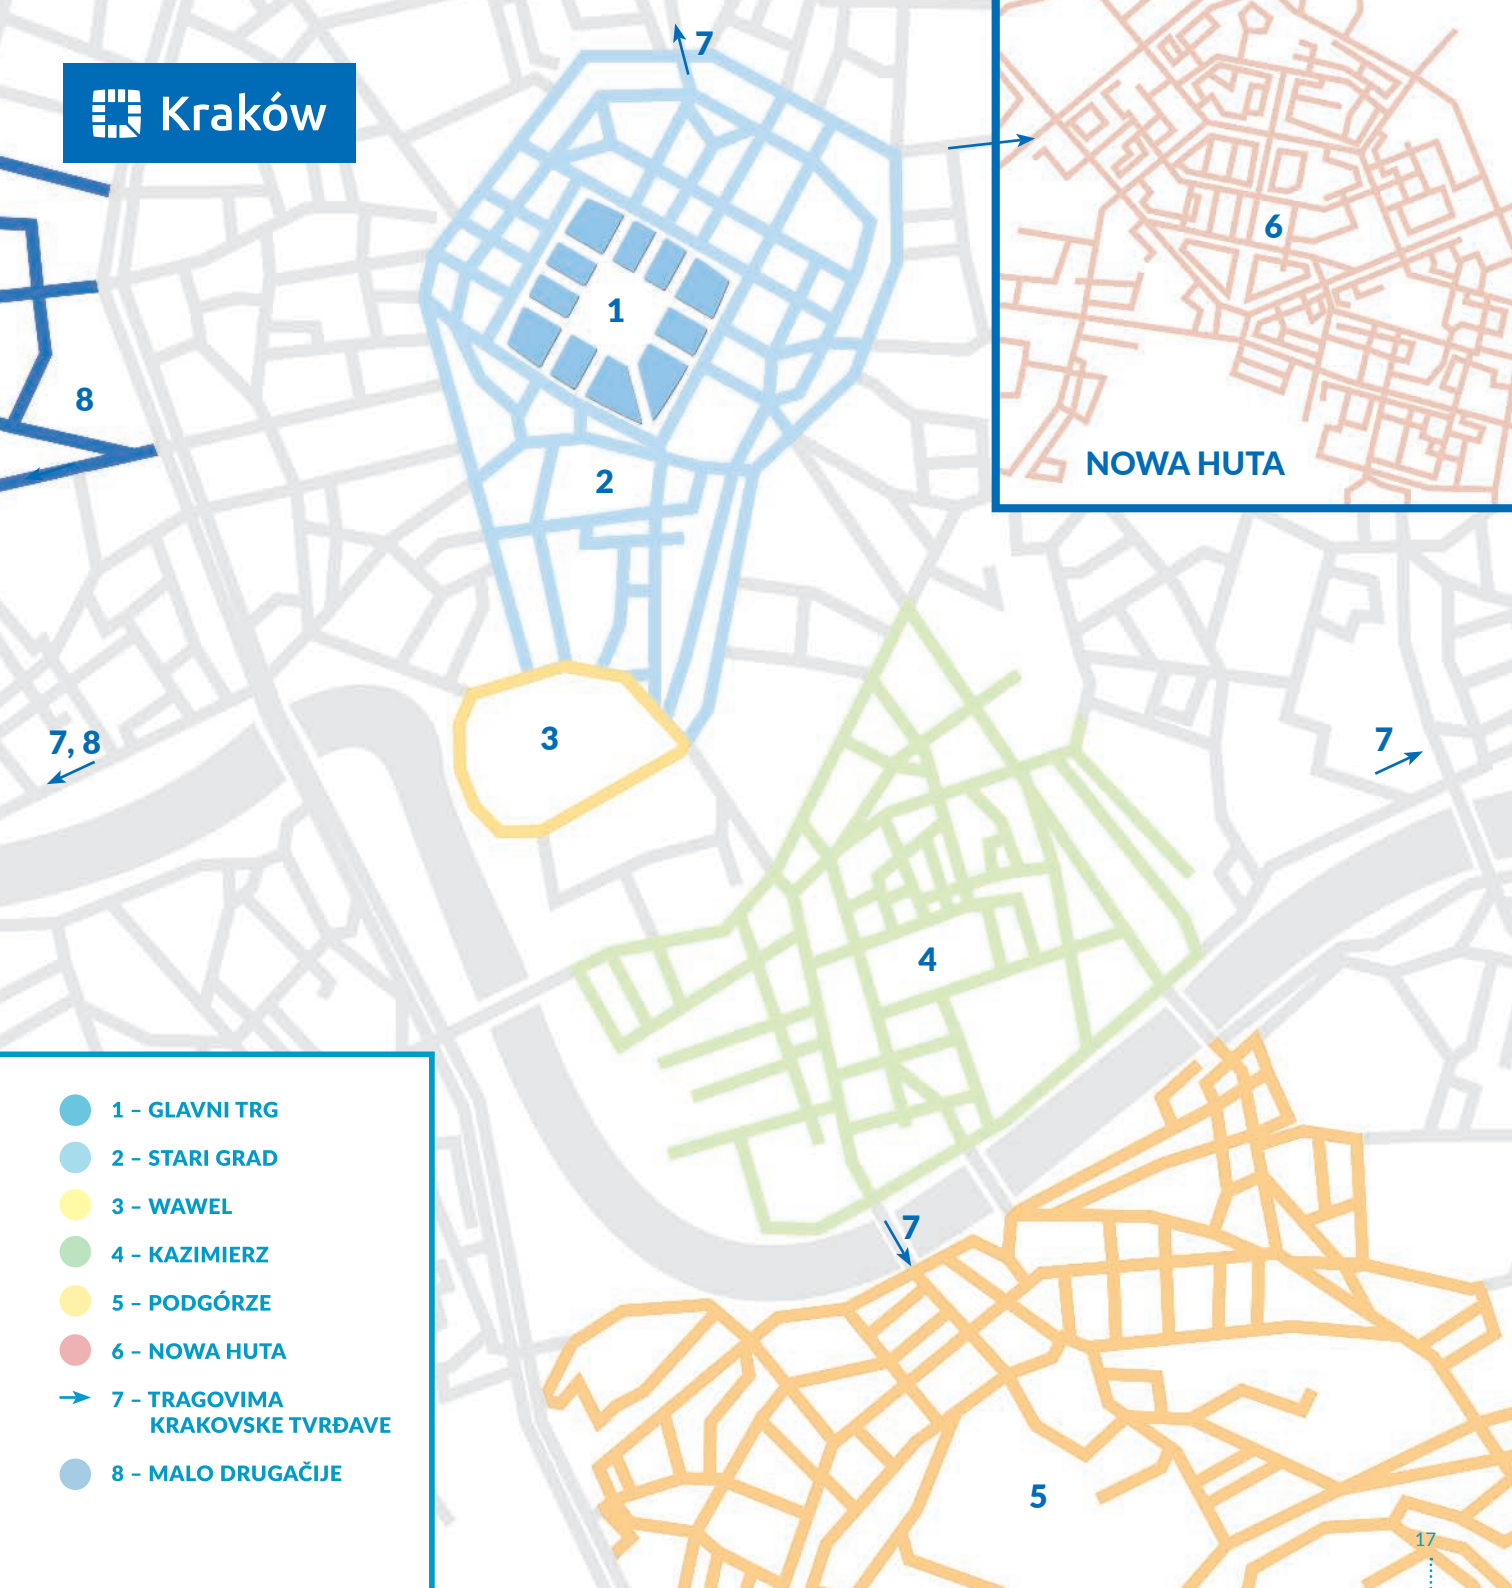 7
Kraków
6
1
8
NOWA HUTA
2
3
7, 8
7
4
7
1 – GLAVNI TRG
2 – STARI GRAD
3 – WAWEL
4 – KAZIMIERZ
5 – PODGÓRZE
6 – NOWA HUTA
7 – TRAGOVIMA
KRAKOVSKE TVRĐAVE
8 – MALO DRUGAČIJE
5
17